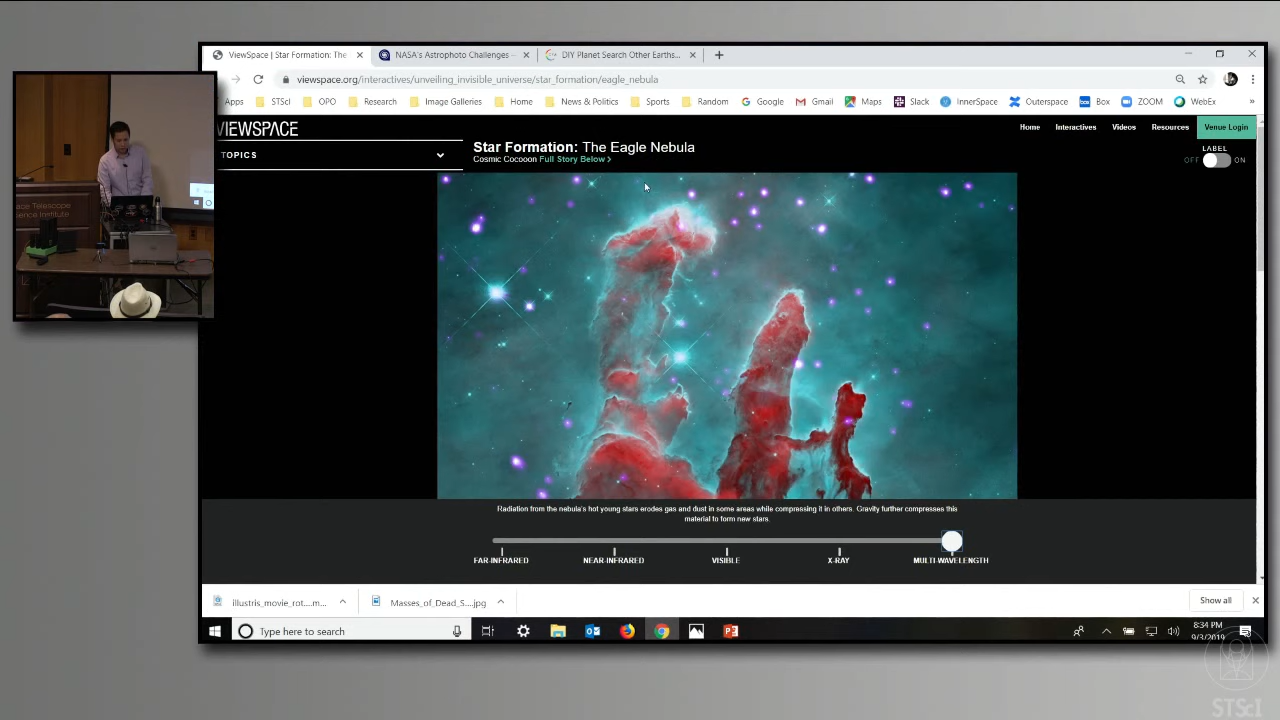 ViewSpace | Star Formation: The
NASA's Astrophoto Challenges –
DIY Planet Search Other Earths...
viewspace.org/interactives/unveiling_invisible_universe/star_formation/eagle_nebula
Apps
STScI
OPO
Research
Image Galleries
Home
News & Politics
Sports
Random
Google
Gmail
Maps
Slack
InnerSpace
Outerspace
Box
ZOOM
WebEx
VIEWSPACE
Home
Interactives
Videos
Resources
Venue Login
TOPICS
Star Formation: The Eagle Nebula
Cosmic Cocooon Full Story Below >
LABEL
OFF
ON
ace Telescope
ience Institute
Radiation from the nebula's hot young stars erodes gas and dust in some areas while compressing it in others. Gravity further compresses this
material to form new stars.
FAR-INFRARED
NEAR-INFRARED
VISIBLE
X-RAY
MULTI-WAVELENGTH
illustris_movie_rot....m...
Masses_of_Dead_S....jpg
Show all
Type here to search
8:34 PM
9/3/2019
STScI